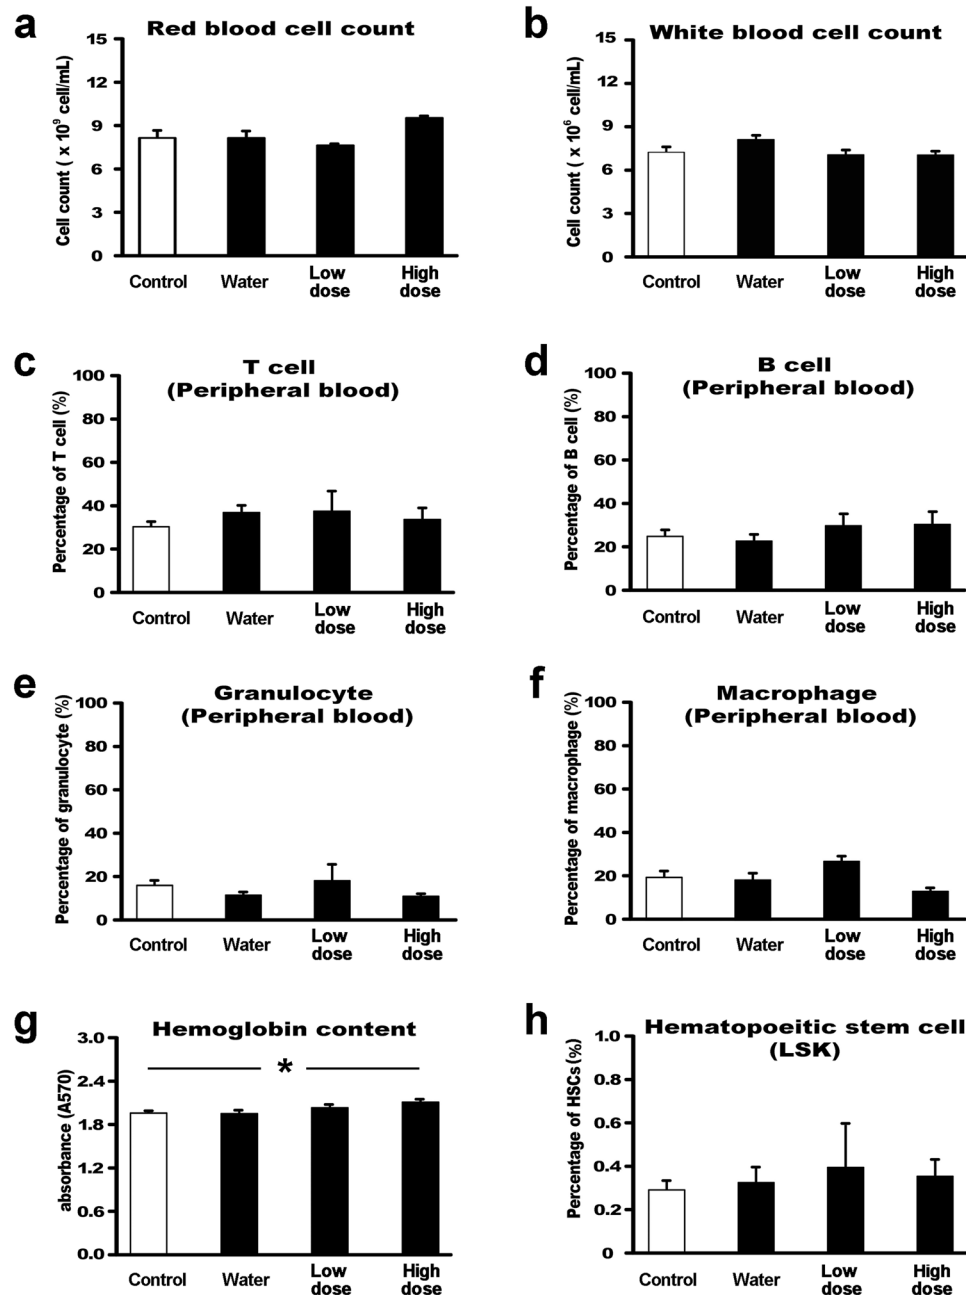 a
Red blood cell count
Cell count ( x 10⁹ cell/mL)
15
12
9
6
3
0
Control
Water
Low
dose
High
dose
b
White blood cell count
Cell count ( x 10⁶ cell/mL)
15
12
9
6
3
0
Control
Water
Low
dose
High
dose
c
T cell
(Peripheral blood)
Percentage of T cell (%)
100
80
60
40
20
0
Control
Water
Low
dose
High
dose
d
B cell
(Peripheral blood)
Percentage of B cell (%)
100
80
60
40
20
0
Control
Water
Low
dose
High
dose
e
Granulocyte
(Peripheral blood)
Percentage of granulocyte (%)
100
80
60
40
20
0
Control
Water
Low
dose
High
dose
f
Macrophage
(Peripheral blood)
Percentage of macrophage (%)
100
80
60
40
20
0
Control
Water
Low
dose
High
dose
g
Hemoglobin content
absorbance (A570)
3.0
2.4
1.8
1.2
0.6
0.0
*
Control
Water
Low
dose
High
dose
h
Hematopoeitic stem cell
(LSK)
Percentage of HSCs (%)
1.0
0.8
0.6
0.4
0.2
0
Control
Water
Low
dose
High
dose